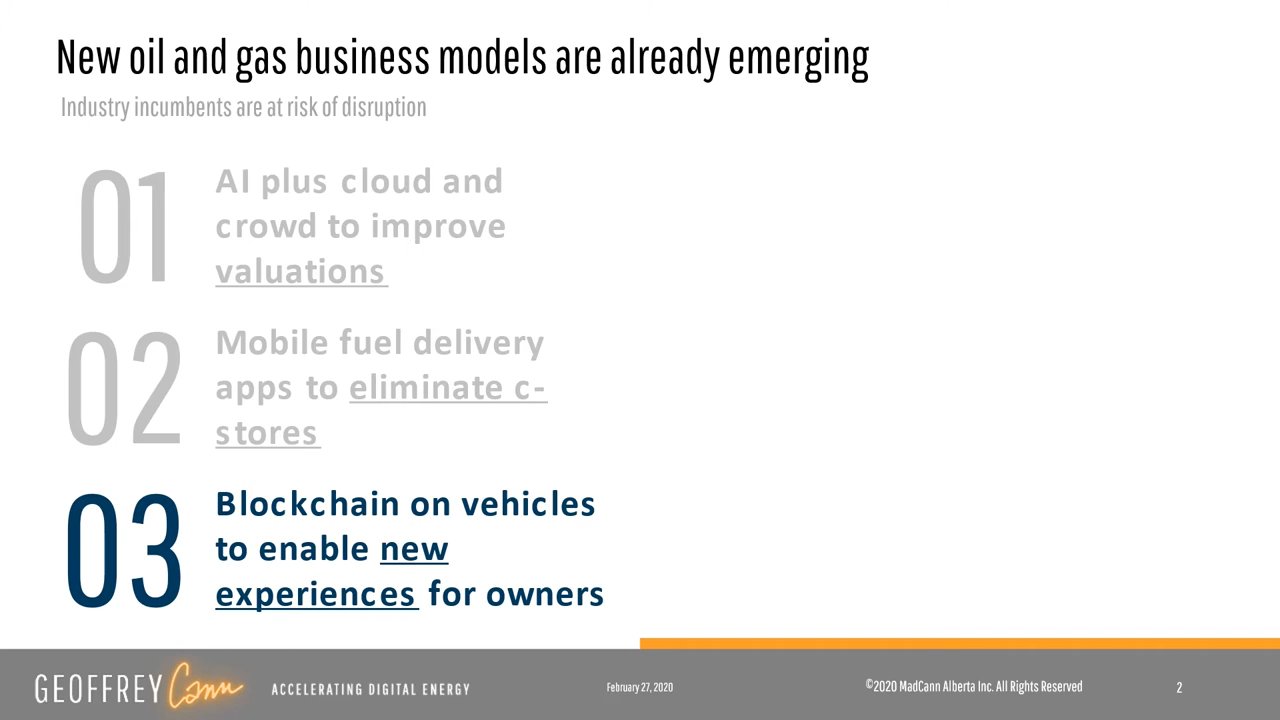 New oil and gas business models are already emerging
Industry incumbents are at risk of disruption
01
AI plus cloud and
crowd to improve
valuations
02
Mobile fuel delivery
apps to eliminate c-
stores
03
Blockchain on vehicles
to enable new
experiences for owners
GEOFFREY Cann
ACCELERATING DIGITAL ENERGY
February 27, 2020
©2020 MadCann Alberta Inc. All Rights Reserved
2